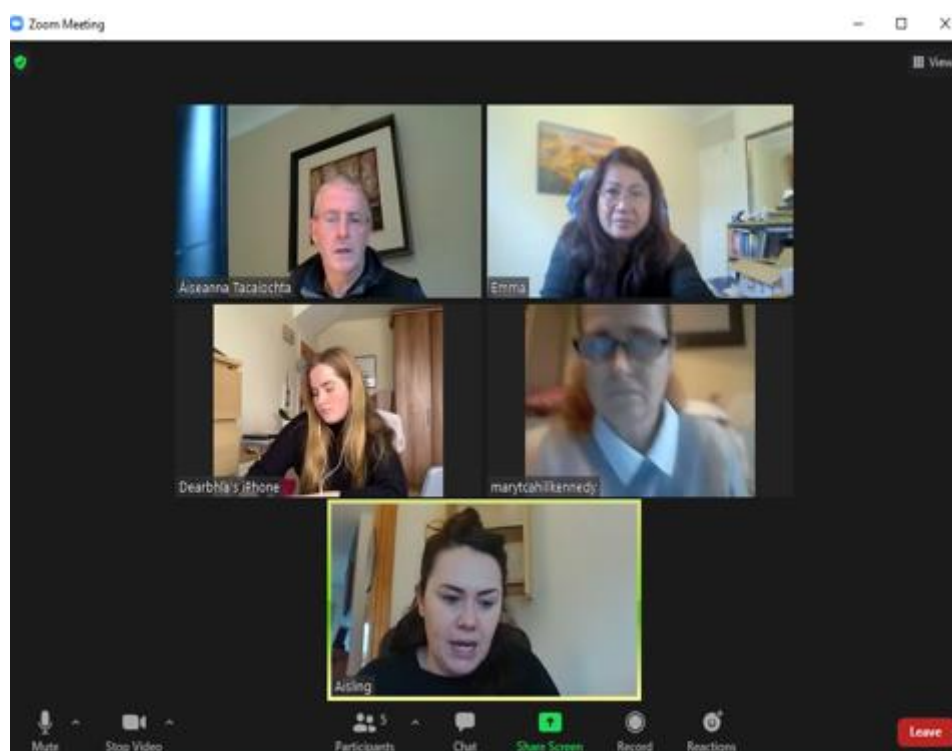 Zoom Meeting
View
Aiseanna Tacaíochta
Emma
Dearbhla's iPhone
marytcahillkennedy
Aisling
5
Mute
Stop Video
Participants
Chat
Share Screen
Record
Reactions
Leave